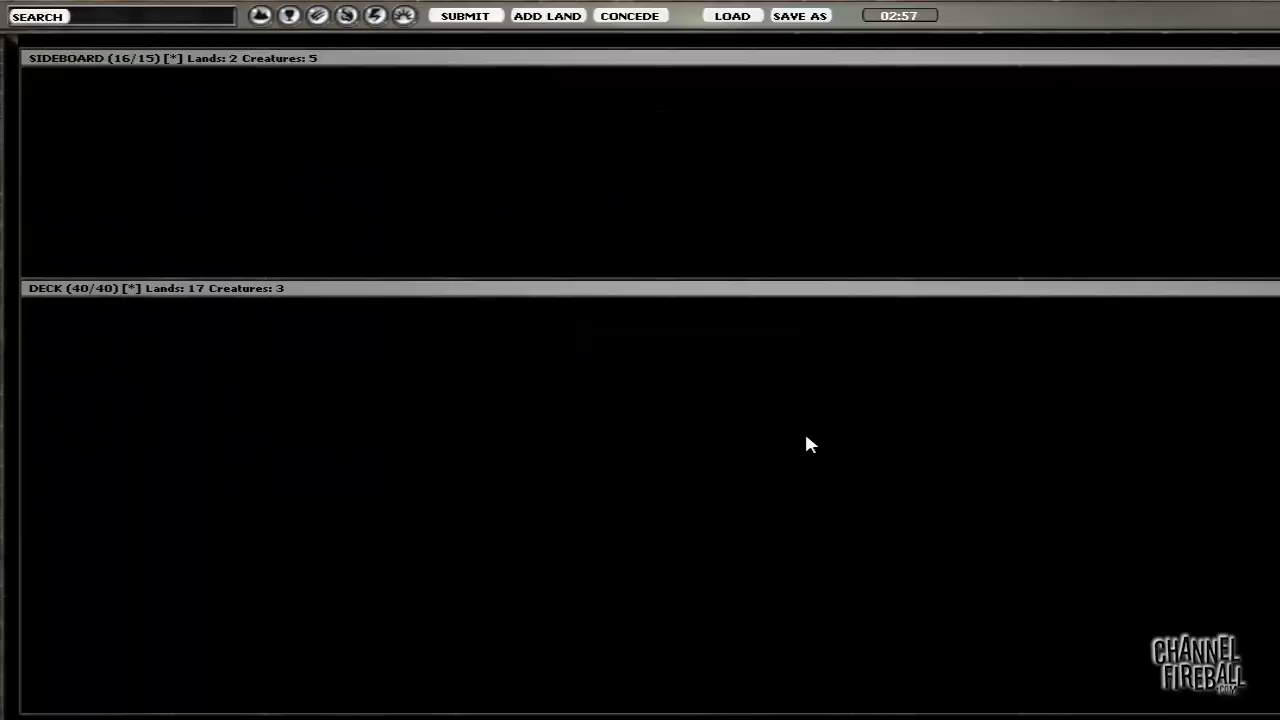 SEARCH SUBMIT ADD LAND CONCEDE LOAD SAVE AS 02:57
SIDEBOARD (16/15) [*] Lands: 2 Creatures: 5
DECK (40/40) [*] Lands: 17 Creatures: 3
CHANNEL
FIREBALL
.COM